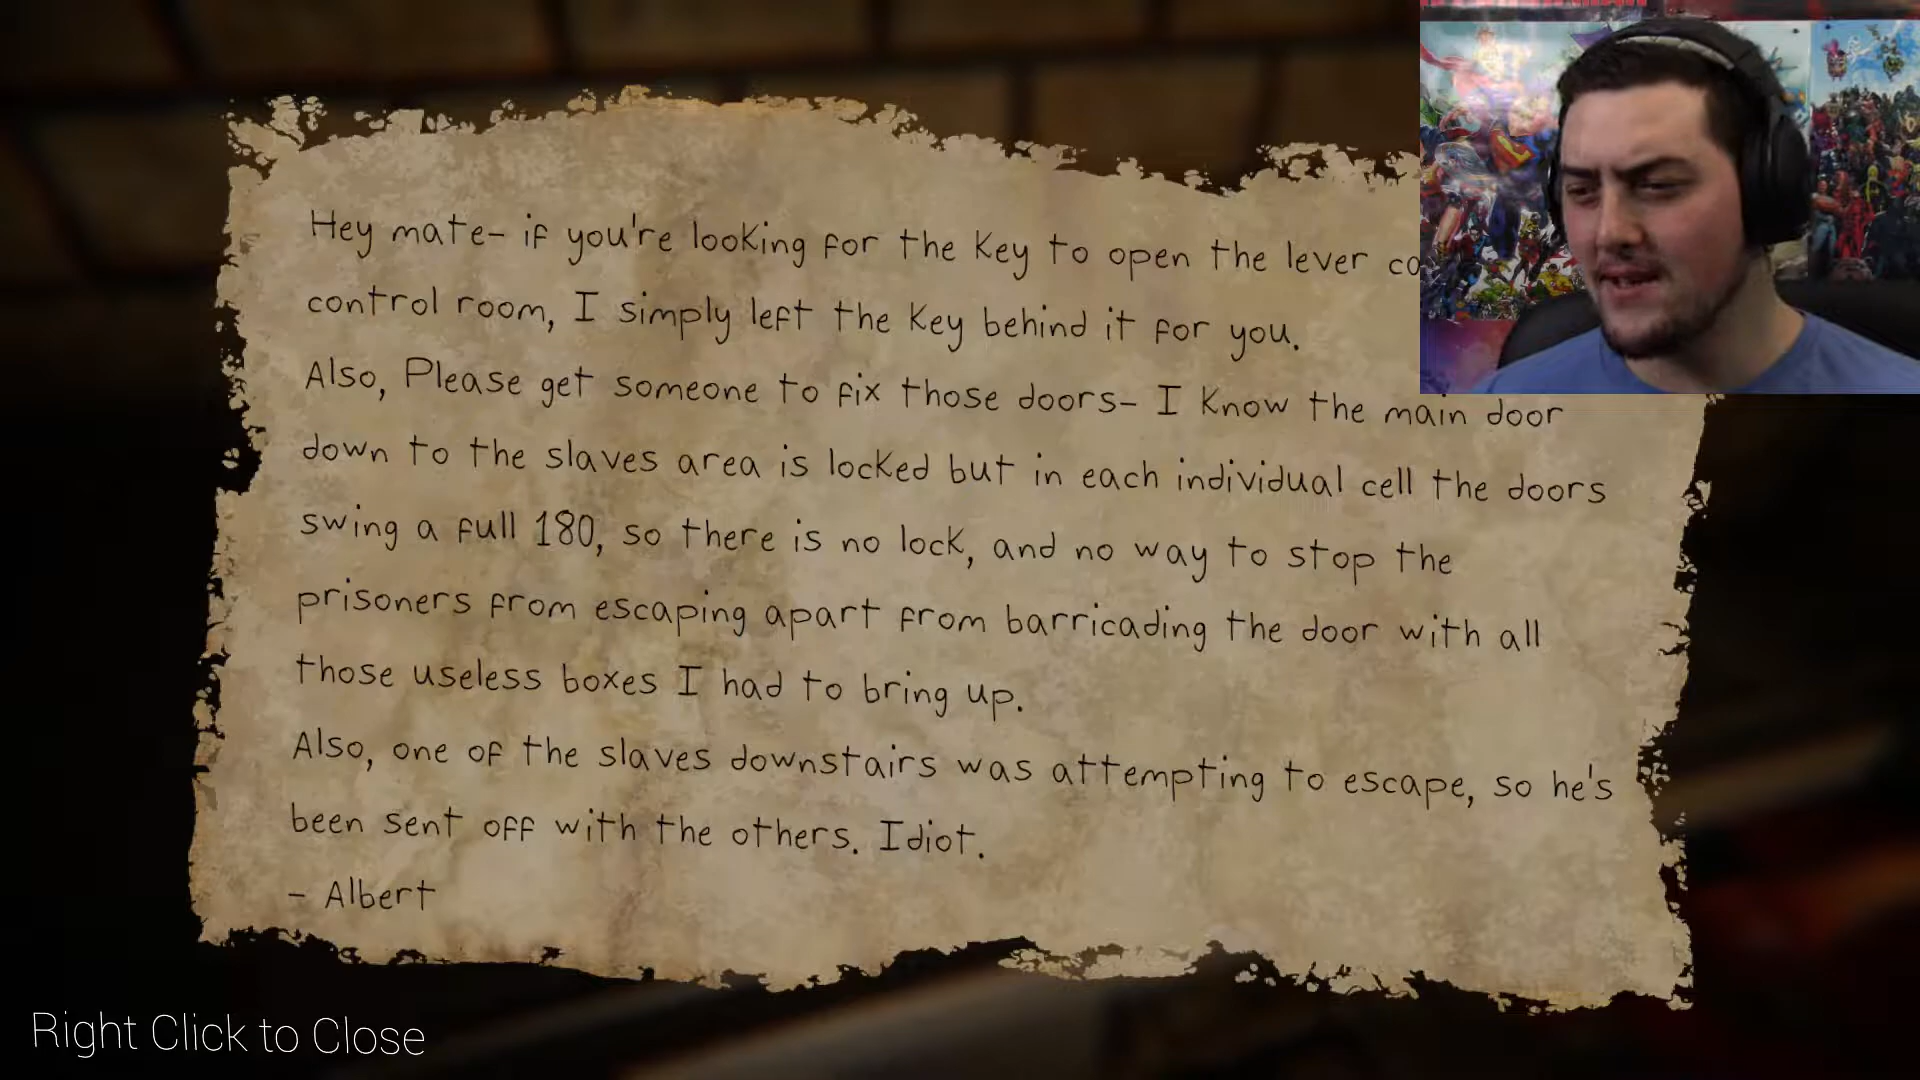 Hey mate- if you're looking for the key to open the lever co
control room, I simply left the key behind it for you.
Also, Please get someone to fix those doors- I know the main door
down to the slaves area is locked but in each individual cell the doors
swing a full 180, so there is no lock, and no way to stop the
prisoners from escaping apart from barricading the door with all
those useless boxes I had to bring up.
Also, one of the slaves downstairs was attempting to escape, so he's
been sent off with the others. Idiot.
- Albert
Right Click to Close